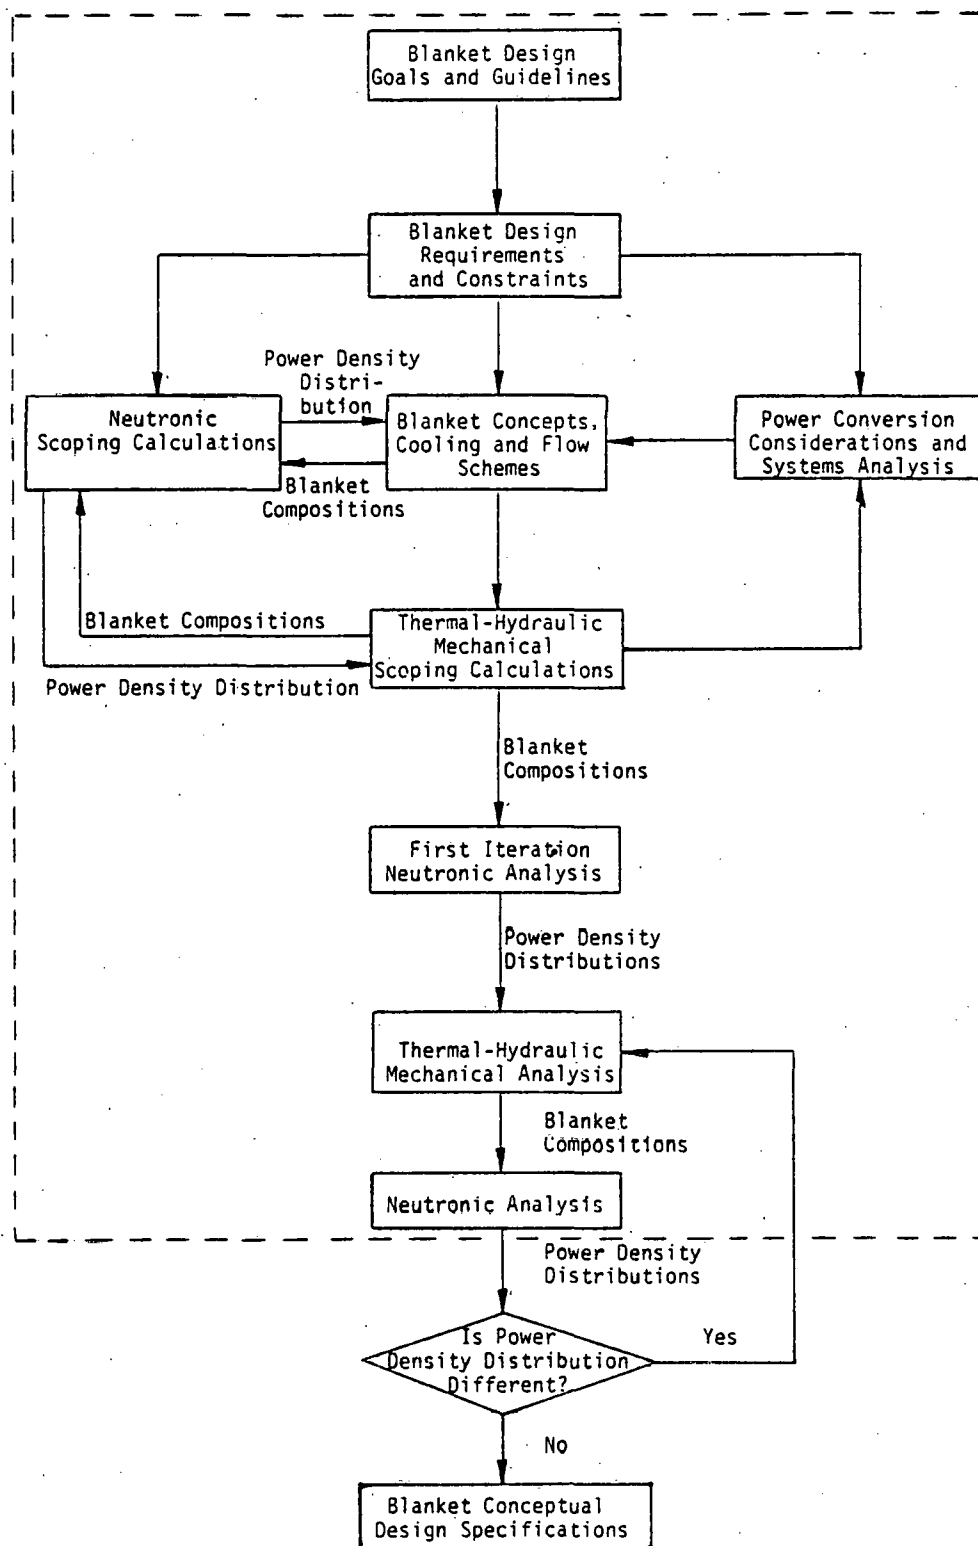 Blanket Design
Goals and Guidelines
Blanket Design
Requirements
and Constraints
Power Density
Distri-
bution
Neutronic
Scoping Calculations
Blanket Concepts,
Cooling and Flow
Schemes
Power Conversion
Considerations and
Systems Analysis
Blanket
Compositions
Blanket Compositions
Thermal-Hydraulic
Mechanical
Scoping Calculations
Power Density Distribution
Blanket
Compositions
First Iteration
Neutronic Analysis
Power Density
Distributions
Thermal-Hydraulic
Mechanical Analysis
Blanket
Compositions
Neutronic Analysis
Power Density
Distributions
Is Power
Density Distribution
Different?
Yes
No
Blanket Conceptual
Design Specifications